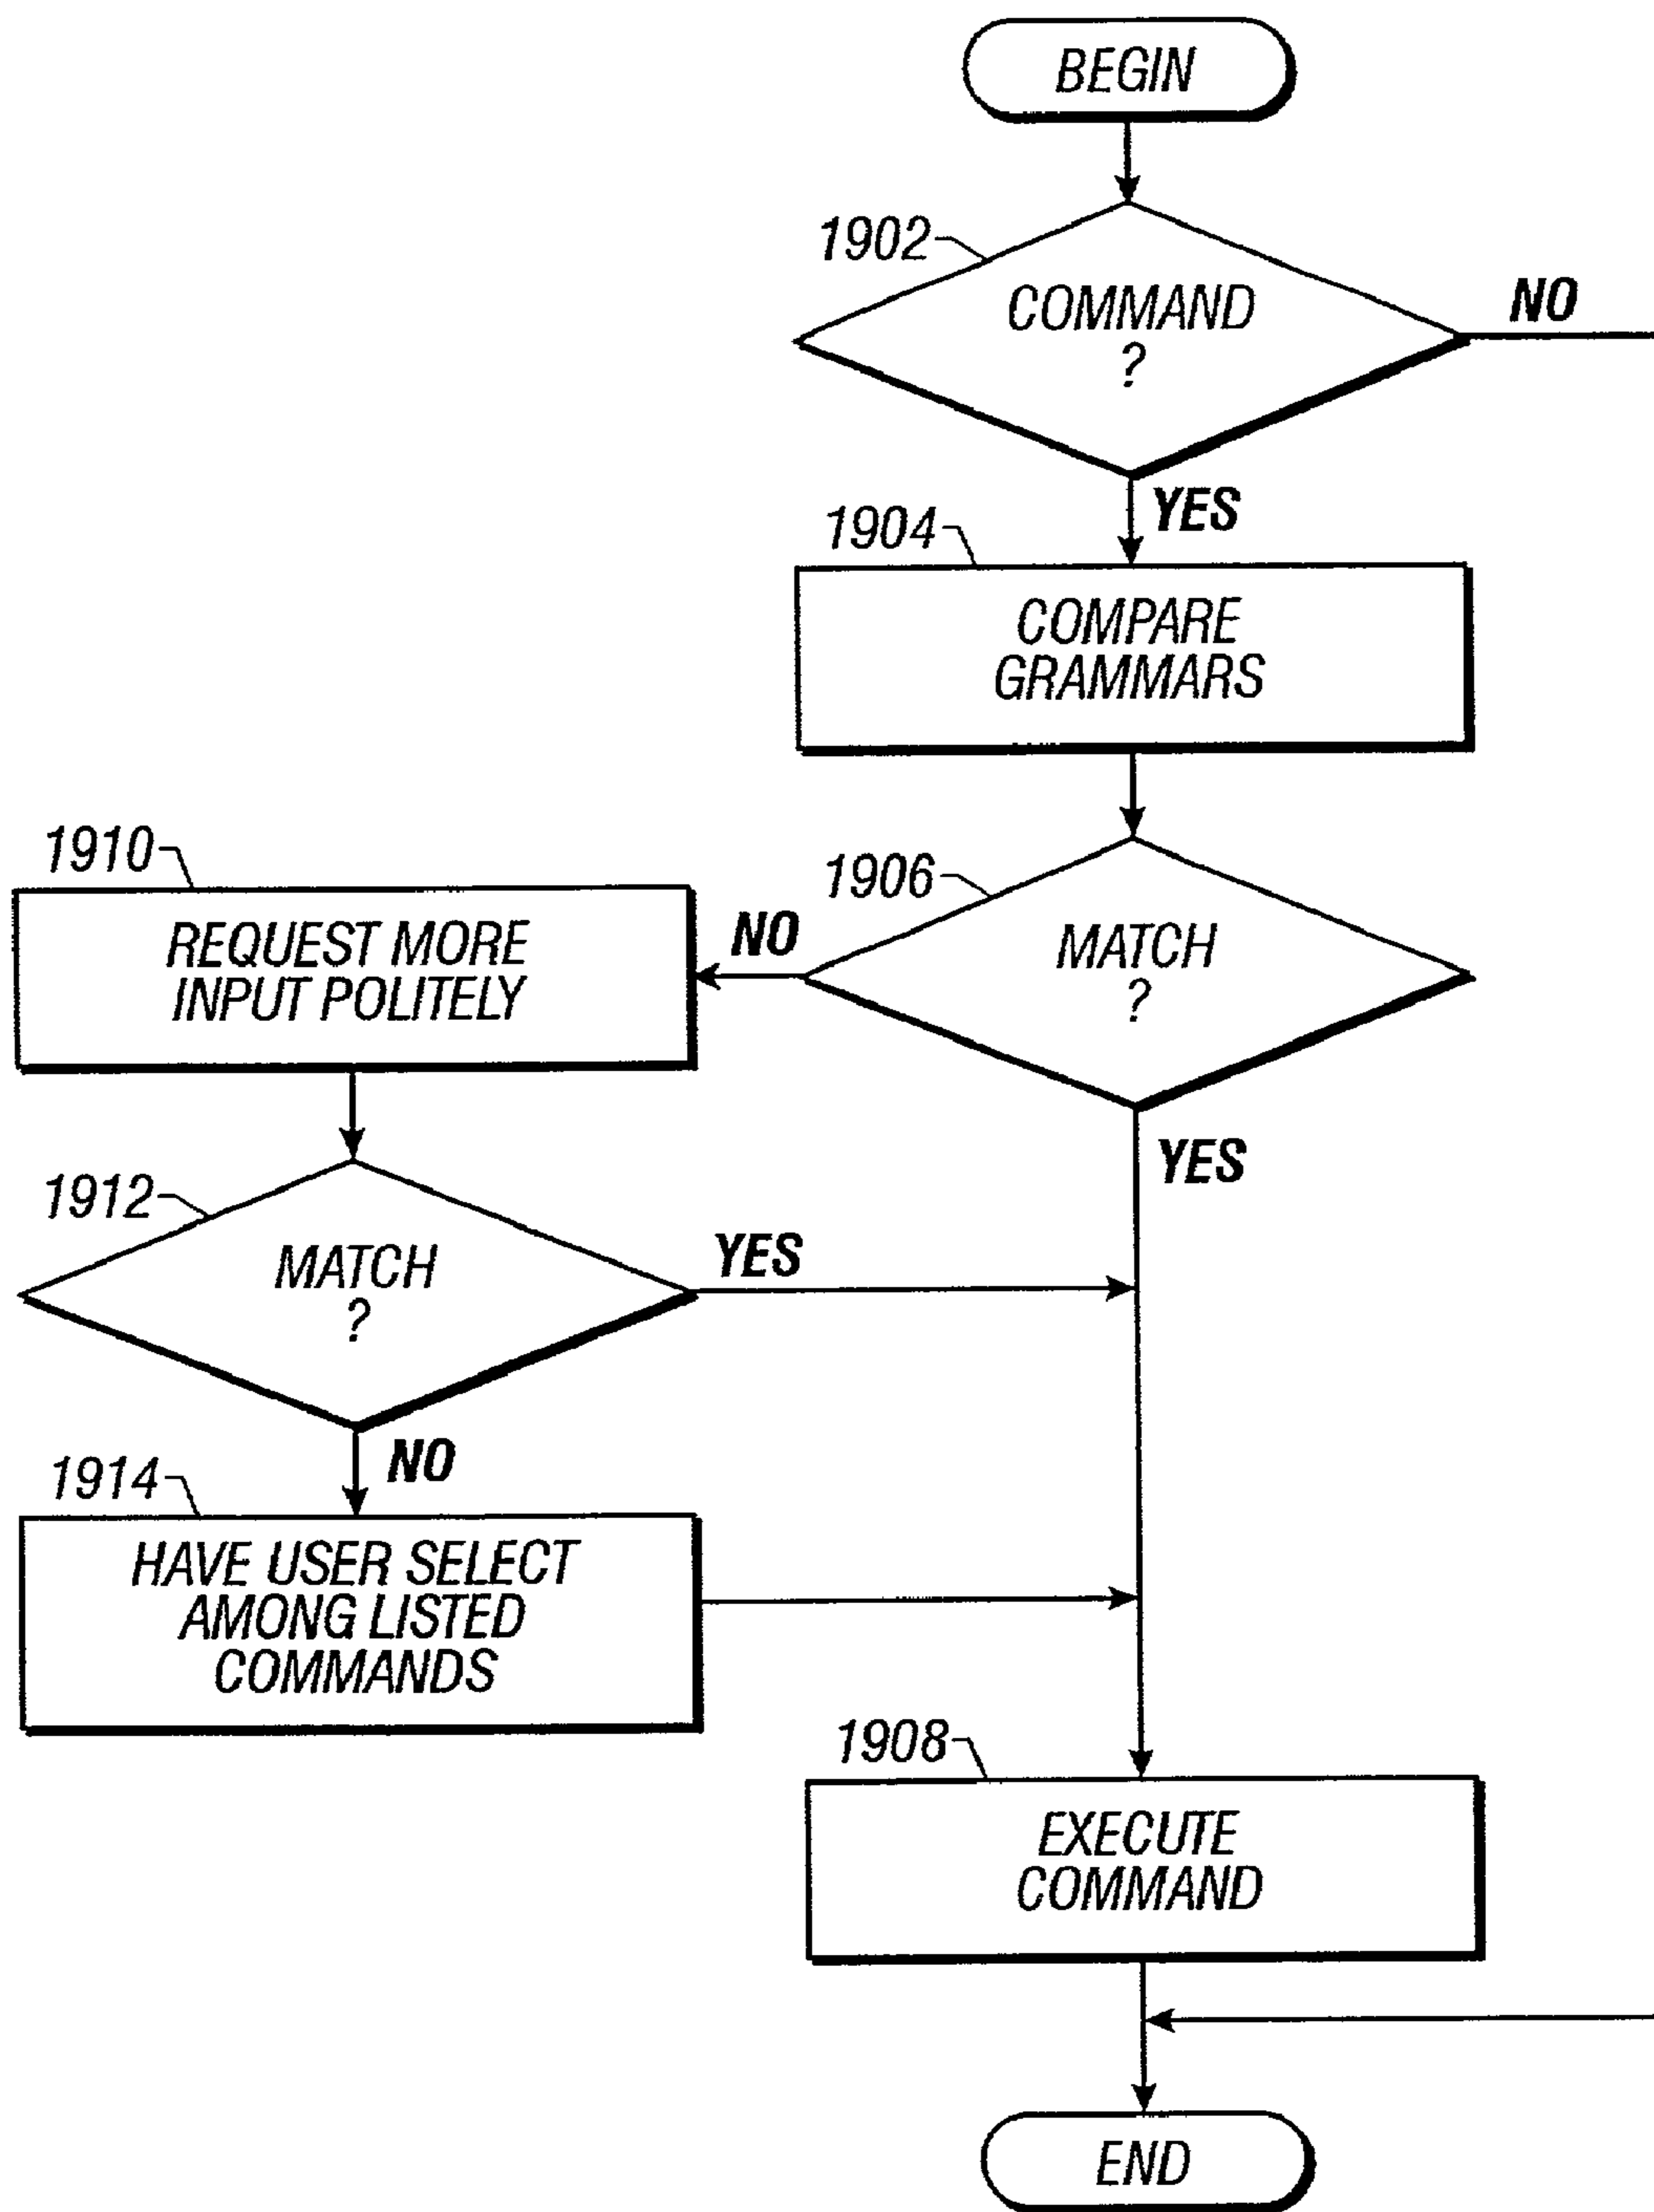 BEGIN
1902
COMMAND
?
NO
YES
1904
COMPARE
GRAMMARS
1910
REQUEST MORE
INPUT POLITELY
NO
1906
MATCH
?
YES
1912
MATCH
?
YES
NO
1914
HAVE USER SELECT
AMONG LISTED
COMMANDS
1908
EXECUTE
COMMAND
END